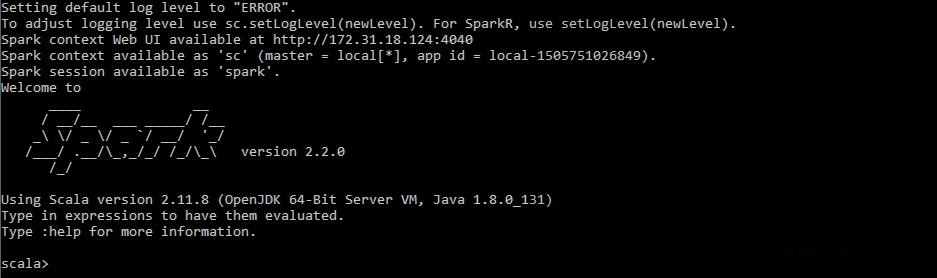 Setting default log level to "ERROR".
To adjust logging level use sc.setLogLevel(newLevel). For SparkR, use setLogLevel(newLevel).
Spark context Web UI available at http://172.31.18.124:4040
Spark context available as 'sc' (master = local[*], app id = local-1505751026849).
Spark session available as 'spark'.
Welcome to
      ____              __
     / __/__  ___ _____/ /__
    _\ \/ _ \/ _ `/ __/  '_/
   /___/ .__/\_,_/_/ /_/\_\   version 2.2.0
      /_/
Using Scala version 2.11.8 (OpenJDK 64-Bit Server VM, Java 1.8.0_131)
Type in expressions to have them evaluated.
Type :help for more information.
scala>